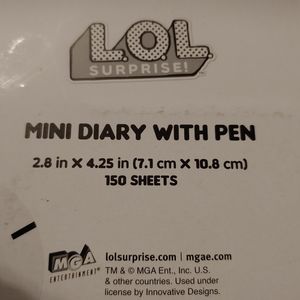 L.O.L.
SURPRISE!
MINI DIARY WITH PEN
2.8 in X 4.25 in (7.1 cm X 10.8 cm)
150 SHEETS
MGA
ENTERTAINMENT
lolsurprise.com | mgae.com
TM & © MGA Ent., Inc. U.S.
& other countries. Used under
license by Innovative Designs.